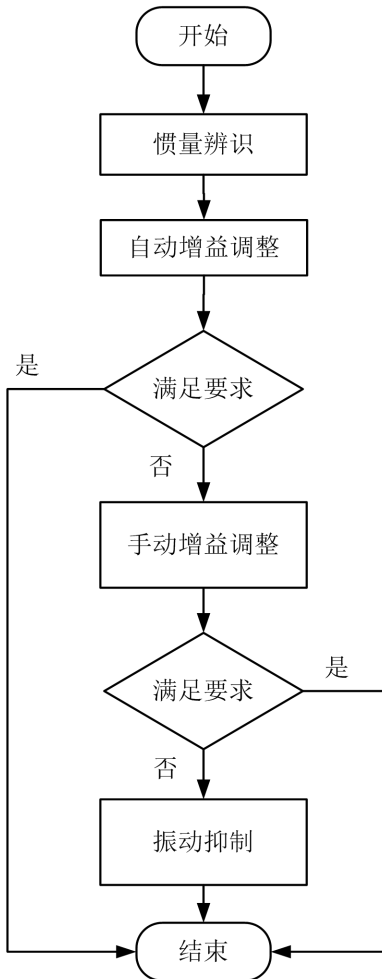 开始
惯量辨识
自动增益调整
是
满足要求
否
手动增益调整
是
满足要求
否
振动抑制
结束